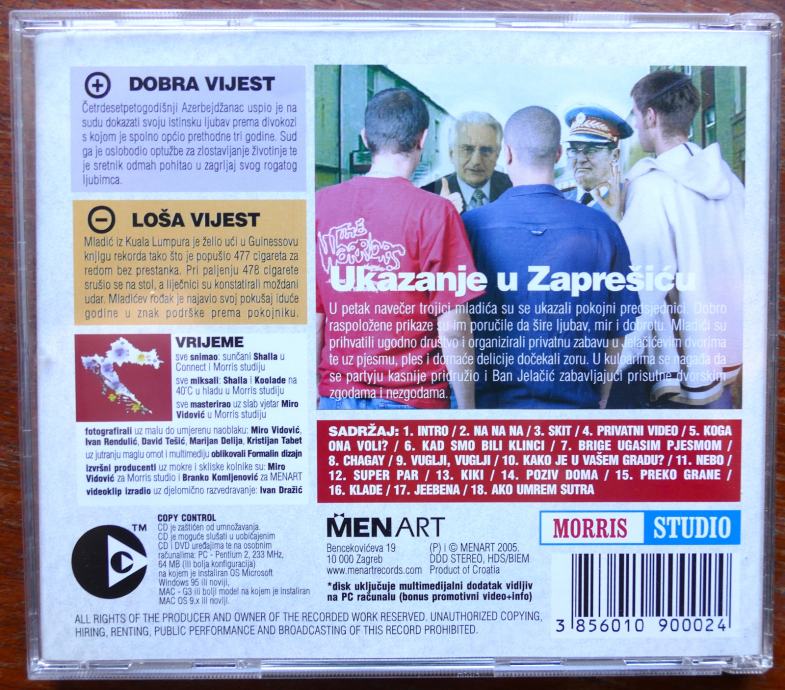 DOBRA VIJEST
Četrdesetpetogodišnji Azerbejdžanac uspio je na
sudu dokazati svoju istinsku ljubav prema divokozi
s kojom je spolno općio prethodne tri godine. Sud
ga je oslobodio optužbe za zlostavljanje životinje te
je sretnik odmah pohitao u zagrljaj svog rogatog
ljubimca.
LOŠA VIJEST
Mladić iz Kuala Lumpura je želio ući u Guinessovu
knjigu rekorda tako što je popušio 477 cigareta za
redom bez prestanka. Pri paljenju 478 cigarete
srušio se na stol, a liječnici su konstatirali moždani
udar. Mladićev rođak je najavio svoj pokušaj iduće
godine u znak podrške prema pokojniku.
VRIJEME
sve snimao: sunčani Shalla u
Connect i Morris studiju
sve miksali: Shalla i Koolade na
40°C u hladu u Morris studiju
sve masterirao uz slab vjetar Miro
Vidović u Morris studiju
fotografirali uz malo do umjerenu naoblaku: Miro Vidović,
Ivan Rendulić, David Tešić, Marijan Delija, Kristijan Tabet
uz jutranju maglu omot i multimediju oblikovali Formalin dizajn
izvršni producenti uz mokre i skliske kolnike su: Miro
Vidović za Morris studio i Branko Komljenović za MENART
videoklip izradio uz djelomično razvedravanje: Ivan Dražić
The Warriors
Ukazanje u Zaprešiću
U petak navečer trojici mladića su se ukazali pokojni predsjednici. Dobro
raspoložene prikaze su im poručile da šire ljubav, mir i dobrotu. Mladići su
prihvatili ugodno društvo i organizirali privatnu zabavu u Jelačićevim dvorima
te uz pjesmu, ples i domaće delicije dočekali zoru. U kuloarima se nagađa da
se partyju kasnije pridružio i Ban Jelačić zabavljajući prisutne dvorskim
zgodama i nezgodama.
SADRŽAJ: 1. INTRO / 2. NA NA NA / 3. SKIT / 4. PRIVATNI VIDEO / 5. KOGA
ONA VOLI? / 6. KAD SMO BILI KLINCI / 7. BRIGE UGASIM PJESMOM /
8. CHAGAY / 9. VUGLJI, VUGLJI / 10. KAKO JE U VAŠEM GRADU? / 11. NEBO /
12. SUPER PAR / 13. KIKI / 14. POZIV DOMA / 15. PREKO GRANE /
16. KLADE / 17. JEEBENA / 18. AKO UMREM SUTRA
TM
COPY CONTROL
CD je zaštićen od umnožavanja.
CD je moguće slušati u uobičajenim
CD i DVD uređajima te na osobnim
računalima: PC - Pentium 2, 233 MHz,
64 MB (ili bolja konfiguracija)
na kojem je instaliran OS Microsoft
Windows 95 ili noviji,
MAC - G3 ili bolji model na kojem je instaliran
MAC OS 9.x ili noviji.
MENART
Bencekovićeva 19
10 000 Zagreb
www.menartrecords.com
(P) i © MENART 2005.
DDD STEREO, HDS/BIEM
Product of Croatia
*disk uključuje multimedijalni dodatak vidljiv
na PC računalu (bonus promotivni video+info)
MORRIS STUDIO
3 856010 900024
ALL RIGHTS OF THE PRODUCER AND OWNER OF THE RECORDED WORK RESERVED. UNAUTHORIZED COPYING,
HIRING, RENTING, PUBLIC PERFORMANCE AND BROADCASTING OF THIS RECORD PROHIBITED.